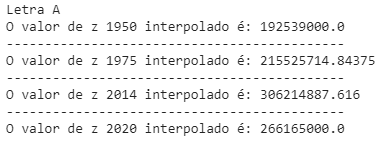 Letra A
O valor de z 1950 interpolado é: 192539000.0
------------------------------------------
O valor de z 1975 interpolado é: 215525714.84375
------------------------------------------
O valor de z 2014 interpolado é: 306214887.616
------------------------------------------
O valor de z 2020 interpolado é: 266165000.0